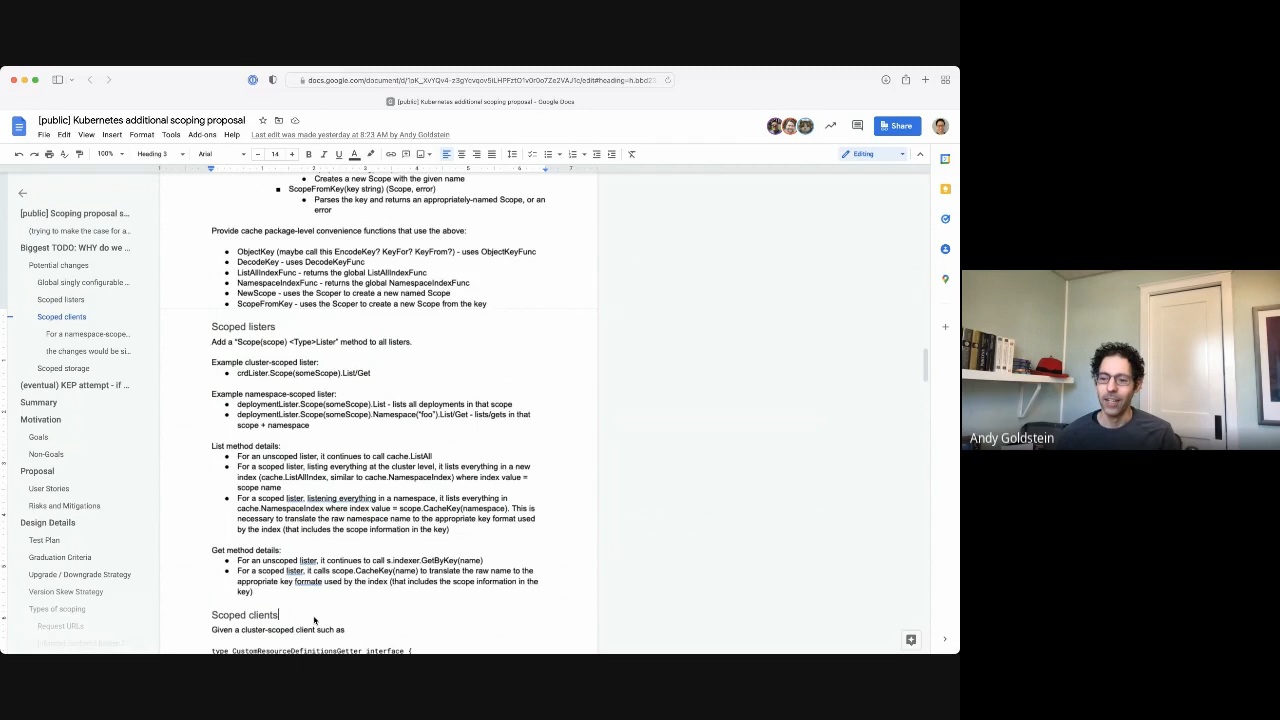 [public] Kubernetes additional scoping proposal - Google Docs
[public] Kubernetes additional scoping proposal
File Edit View Insert Format Tools Add-ons Help Last edit was made yesterday at 8:23 AM by Andy Goldstein
Share
100% Heading 3 Arial 14 Editing
[public] Scoping proposal s...
(trying to make the case for a...
Biggest TODO: WHY do we ...
Potential changes
Global singly configurable ...
Scoped listers
Scoped clients
For a namespace-scope...
the changes would be si...
Scoped storage
(eventual) KEP attempt - if ...
Summary
Motivation
Goals
Non-Goals
Proposal
User Stories
Risks and Mitigations
Design Details
Test Plan
Graduation Criteria
Upgrade / Downgrade Strategy
Version Skew Strategy
Types of scoping
Request URLs
Creates a new Scope with the given name
ScopeFromKey(key string) (Scope, error)
Parses the key and returns an appropriately-named Scope, or an
error
Provide cache package-level convenience functions that use the above:
ObjectKey (maybe call this EncodeKey? KeyFor? KeyFrom?) - uses ObjectKeyFunc
DecodeKey - uses DecodeKeyFunc
ListAllIndexFunc - returns the global ListAllIndexFunc
NamespaceIndexFunc - returns the global NamespaceIndexFunc
NewScope - uses the Scoper to create a new named Scope
ScopeFromKey - uses the Scoper to create a new Scope from the key
Scoped listers
Add a "Scope(scope) <Type>Lister" method to all listers.
Example cluster-scoped lister:
crdLister.Scope(someScope).List/Get
Example namespace-scoped lister:
deploymentLister.Scope(someScope).List - lists all deployments in that scope
deploymentLister.Scope(someScope).Namespace("foo").List/Get - lists/gets in that
scope + namespace
List method details:
For an unscoped lister, it continues to call cache.ListAll
For a scoped lister, listing everything at the cluster level, it lists everything in a new
index (cache.ListAllIndex, similar to cache.NamespaceIndex) where index value =
scope name
For a scoped lister, listening everything in a namespace, it lists everything in
cache.NamespaceIndex where index value = scope.CacheKey(namespace). This is
necessary to translate the raw namespace name to the appropriate key format used
by the index (that includes the scope information in the key)
Get method details:
For an unscoped lister, it continues to call s.indexer.GetByKey(name)
For a scoped lister, it calls scope.CacheKey(name) to translate the raw name to the
appropriate key formate used by the index (that includes the scope information in the
key)
Scoped clients
Given a cluster-scoped client such as
type CustomResourceDefinitionsGetter interface {
Andy Goldstein